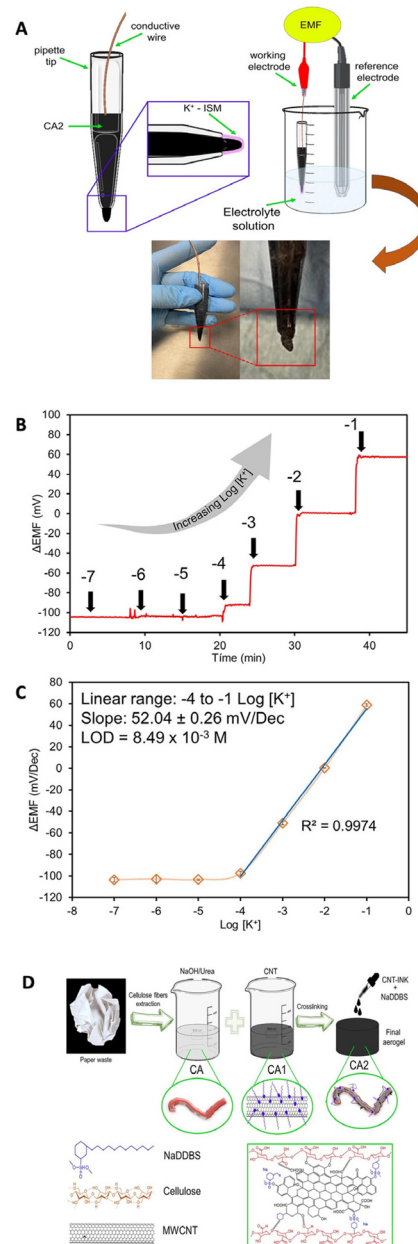 A
conductive
wire
pipette
tip
CA2
K⁺ - ISM
EMF
working
electrode
reference
electrode
Electrolyte
solution
B
ΔEMF (mV)
80
60
40
20
0
-20
-40
-60
-80
-100
-120
Increasing Log [K⁺]
-7
-6
-5
-4
-3
-2
-1
0
10
20
30
40
Time (min)
C
ΔEMF (mV/Dec)
80
60
40
20
0
-20
-40
-60
-80
-100
-120
Linear range: -4 to -1 Log [K⁺]
Slope: 52.04 ± 0.26 mV/Dec
LOD = 8.49 x 10⁻³ M
R² = 0.9974
-8
-7
-6
-5
-4
-3
-2
-1
0
Log [K⁺]
D
Paper waste
Cellulose fibers
extraction
NaOH/Urea
CNT
Crosslinking
CNT-INK
+
NaDDBS
Final
aerogel
CA
CA1
CA2
NaDDBS
Cellulose
MWCNT